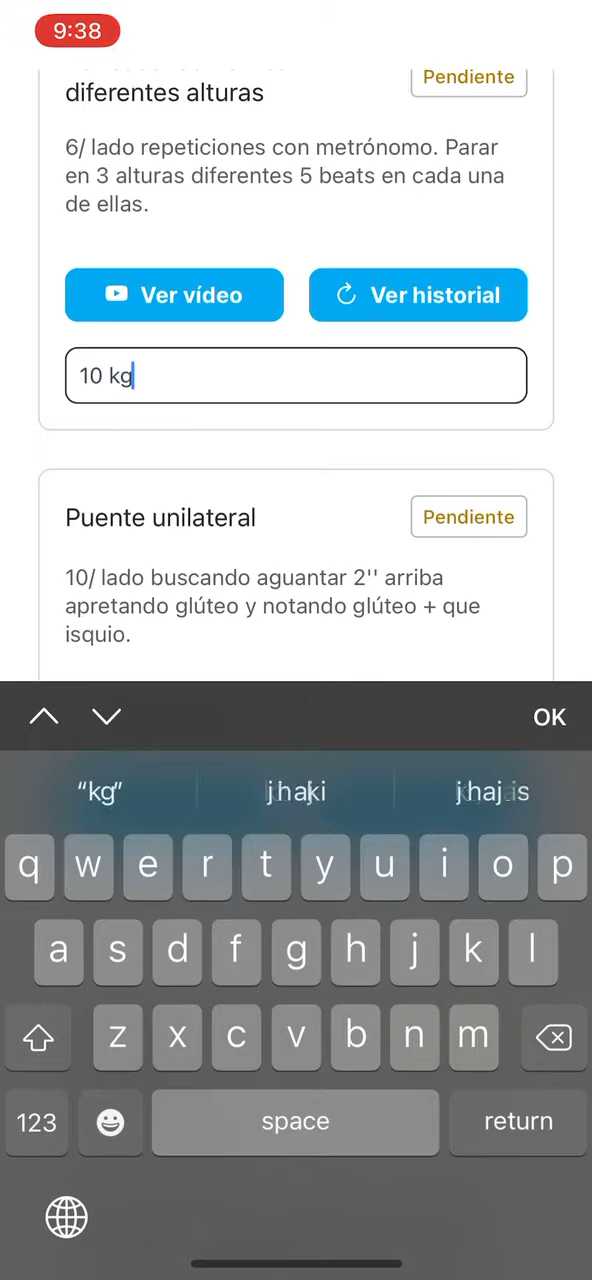 9:38
diferentes alturas
Pendiente
6/ lado repeticiones con metrónomo. Parar
en 3 alturas diferentes 5 beats en cada una
de ellas.
Ver vídeo
Ver historial
10 kg
Puente unilateral
Pendiente
10/ lado buscando aguantar 2'' arriba
apretando glúteo y notando glúteo + que
isquio.
OK
“kg”
q w e r t y u i o p
a s d f g h j k l
z x c v b n m
123
space
return